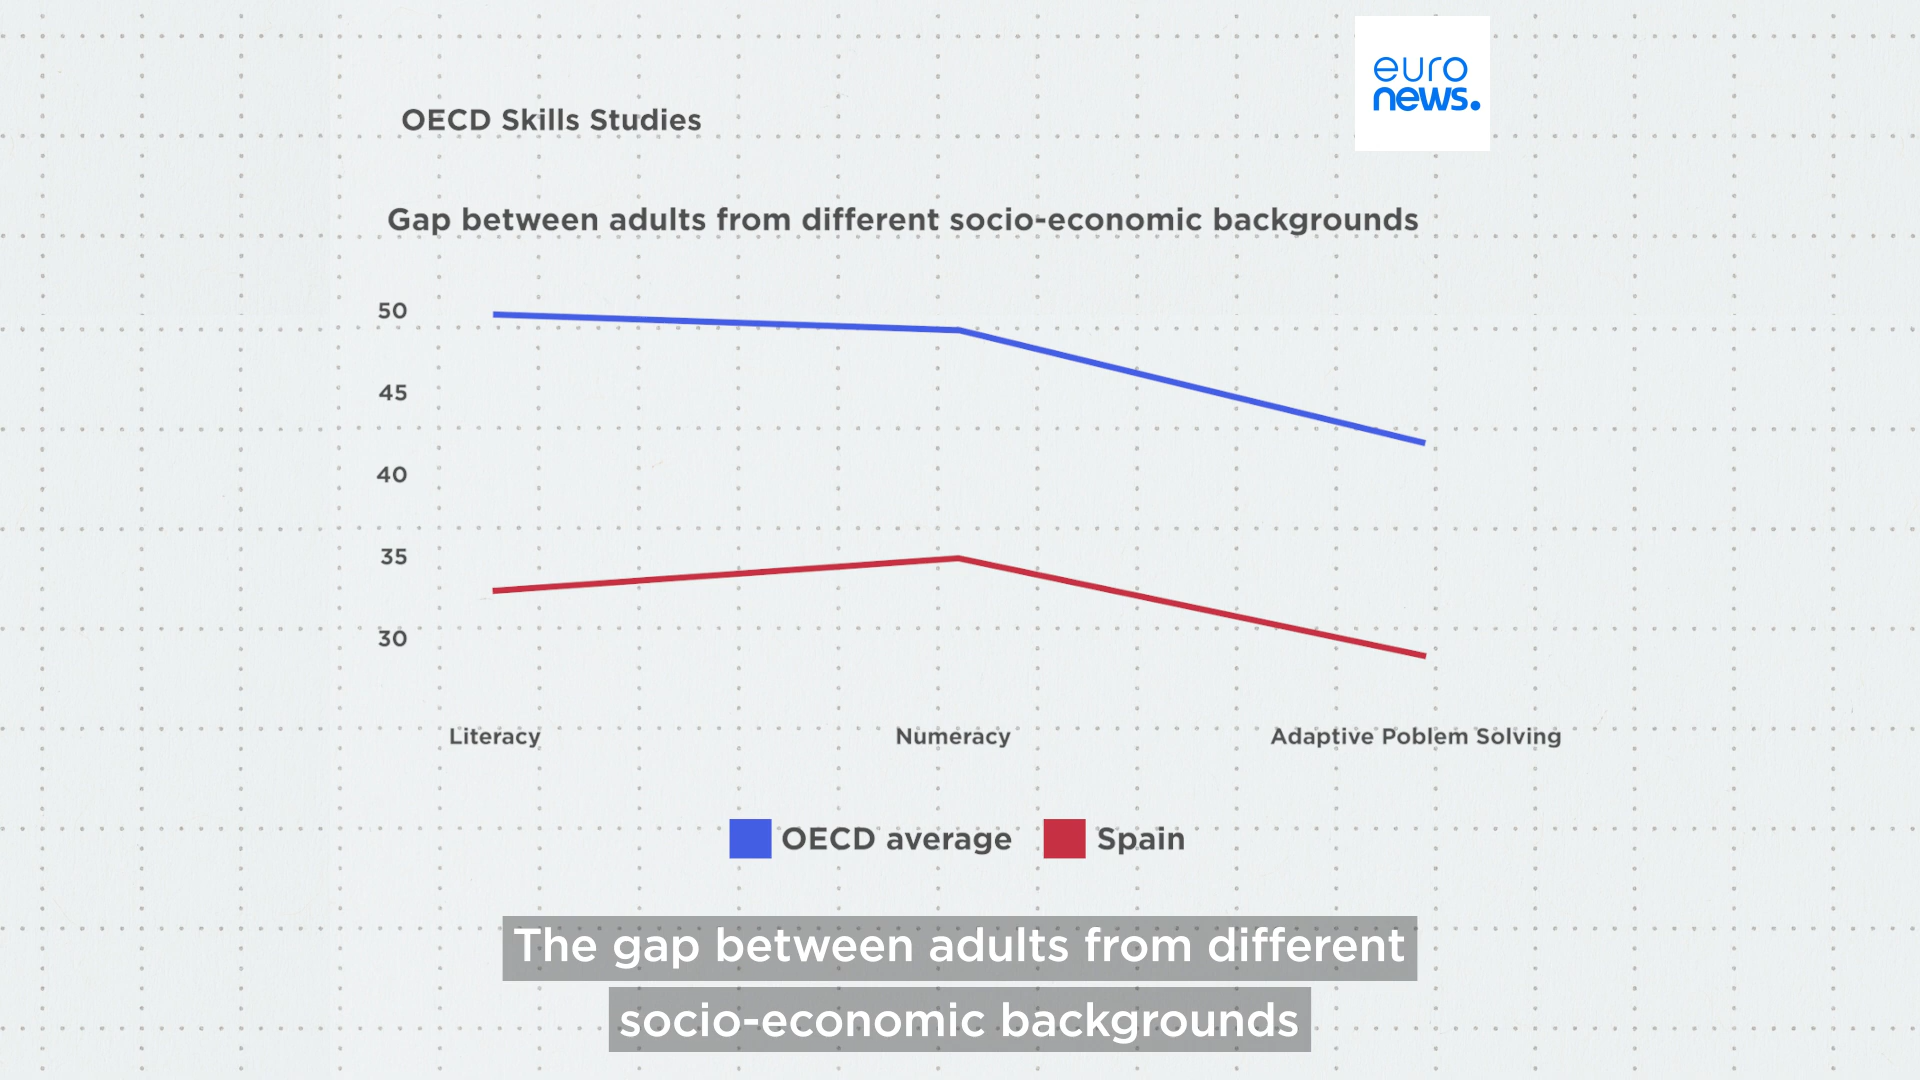 euro
news.
OECD Skills Studies
Gap between adults from different socio-economic backgrounds
50
45
40
35
30
Literacy
Numeracy
Adaptive Poblem Solving
OECD average
Spain
The gap between adults from different
socio-economic backgrounds